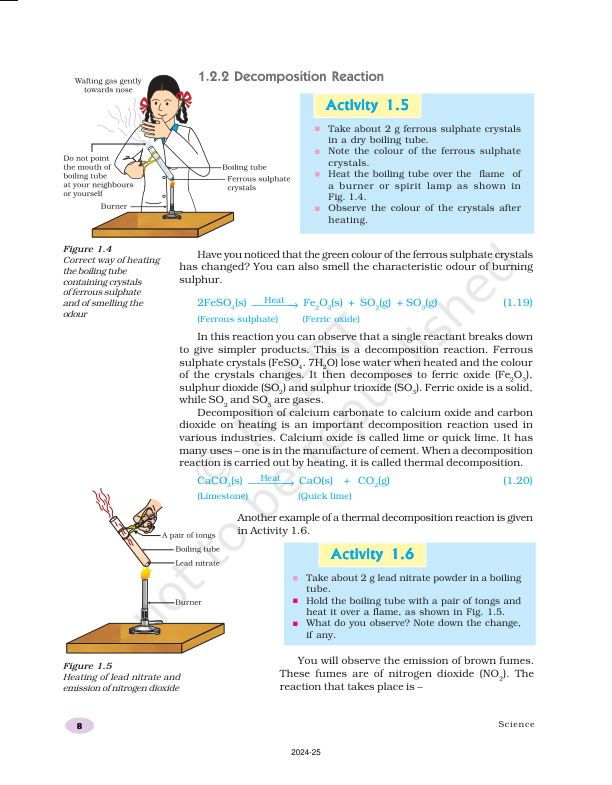 1.2.2 Decomposition Reaction
Wafting gas gently
towards nose
Do not point
the mouth of
boiling tube
at your neighbours
or yourself
Boiling tube
Ferrous sulphate
crystals
Burner
Figure 1.4
Correct way of heating
the boiling tube
containing crystals
of ferrous sulphate
and of smelling the
odour
Activity 1.5
■ Take about 2 g ferrous sulphate crystals
in a dry boiling tube.
■ Note the colour of the ferrous sulphate
crystals.
■ Heat the boiling tube over the flame of
a burner or spirit lamp as shown in
Fig. 1.4.
■ Observe the colour of the crystals after
heating.
Have you noticed that the green colour of the ferrous sulphate crystals
has changed? You can also smell the characteristic odour of burning
sulphur.
2FeSO₄(s) —Heat→ Fe₂O₃(s) + SO₂(g) + SO₃(g) (1.19)
(Ferrous sulphate) (Ferric oxide)
In this reaction you can observe that a single reactant breaks down
to give simpler products. This is a decomposition reaction. Ferrous
sulphate crystals (FeSO₄. 7H₂O) lose water when heated and the colour
of the crystals changes. It then decomposes to ferric oxide (Fe₂O₃),
sulphur dioxide (SO₂) and sulphur trioxide (SO₃). Ferric oxide is a solid,
while SO₂ and SO₃ are gases.
Decomposition of calcium carbonate to calcium oxide and carbon
dioxide on heating is an important decomposition reaction used in
various industries. Calcium oxide is called lime or quick lime. It has
many uses – one is in the manufacture of cement. When a decomposition
reaction is carried out by heating, it is called thermal decomposition.
CaCO₃(s) —Heat→ CaO(s) + CO₂(g) (1.20)
(Limestone) (Quick lime)
Another example of a thermal decomposition reaction is given
in Activity 1.6.
A pair of tongs
Boiling tube
Lead nitrate
Burner
Figure 1.5
Heating of lead nitrate and
emission of nitrogen dioxide
Activity 1.6
■ Take about 2 g lead nitrate powder in a boiling
tube.
■ Hold the boiling tube with a pair of tongs and
heat it over a flame, as shown in Fig. 1.5.
■ What do you observe? Note down the change,
if any.
You will observe the emission of brown fumes.
These fumes are of nitrogen dioxide (NO₂). The
reaction that takes place is –
© NCERT
not to be republished
8
Science
2024-25